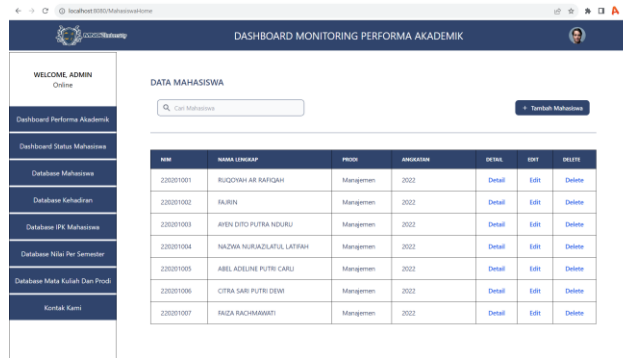 localhost:8080/MahasiswaHome
DASHBOARD MONITORING PERFORMA AKADEMIK
WELCOME, ADMIN
Online
Dashboard Performa Akademik
Dashboard Status Mahasiswa
Database Mahasiswa
Database Kehadiran
Database IPK Mahasiswa
Database Nilai Per Semester
Database Mata Kuliah Dan Prodi
Kontak Kami
DATA MAHASISWA
Cari Mahasiswa
+ Tambah Mahasiswa
NIM NAMA LENGKAP PRODI ANGKATAN DETAIL EDIT DELETE
220201001 RUQOYAH AR RAFIQAH Manajemen 2022 Detail Edit Delete
220201002 FAJRIN Manajemen 2022 Detail Edit Delete
220201003 AYEN DITO PUTRA NDURU Manajemen 2022 Detail Edit Delete
220201004 NAZWA NURJAZILATUL LATIFAH Manajemen 2022 Detail Edit Delete
220201005 ABEL ADELINE PUTRI CARLI Manajemen 2022 Detail Edit Delete
220201006 CITRA SARI PUTRI DEWI Manajemen 2022 Detail Edit Delete
220201007 FAIZA RACHMAWATI Manajemen 2022 Detail Edit Delete